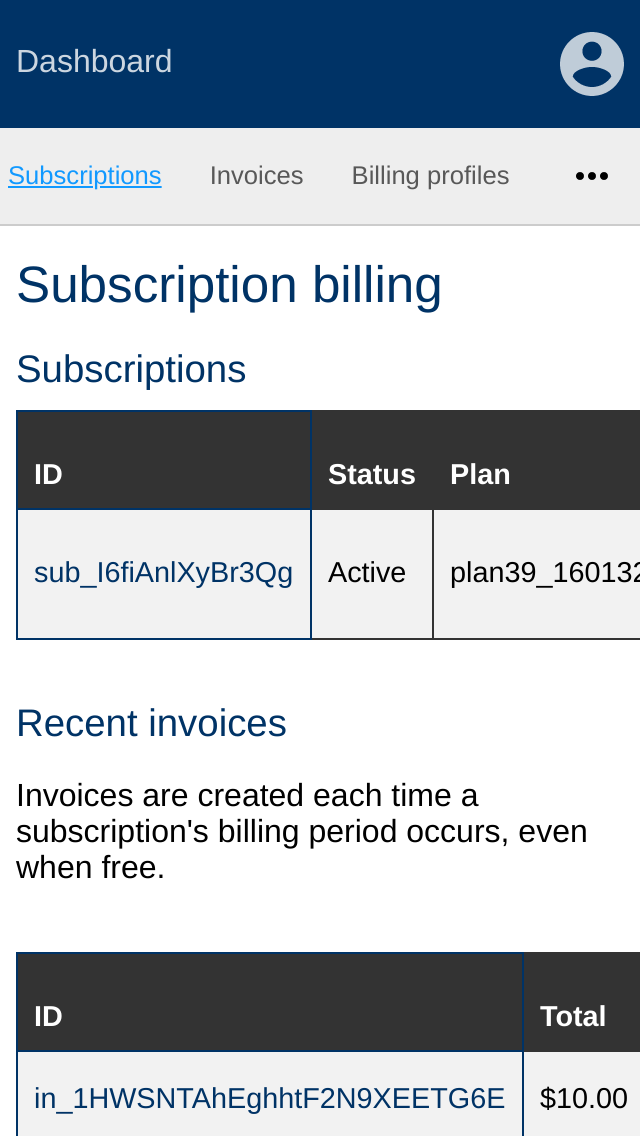 Dashboard
Subscriptions Invoices Billing profiles
Subscription billing
Subscriptions
ID Status Plan
sub_I6fiAnlXyBr3Qg Active plan39_160132
Recent invoices
Invoices are created each time a
subscription's billing period occurs, even
when free.
ID Total
in_1HWSNTAhEghhtF2N9XEETG6E $10.00